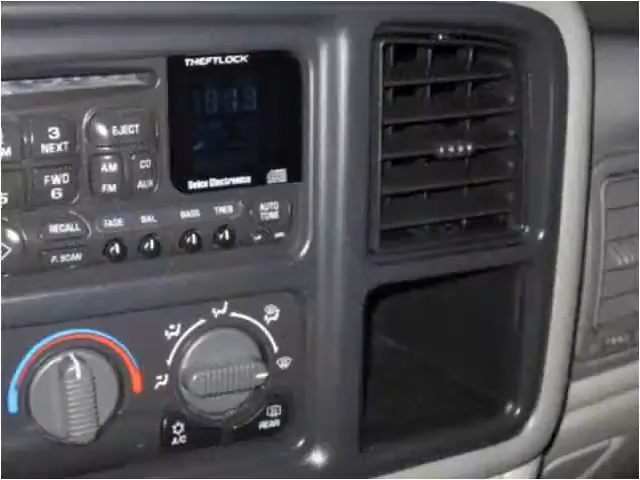 THEFTLOCK
3
NEXT
EJECT
FWD
6
AM
FM
CD
AUX
Delco Electronics
RECALL
P.SCAN
FADE
BAL
BASS
TREB
AUTO
TONE
A/C
REAR